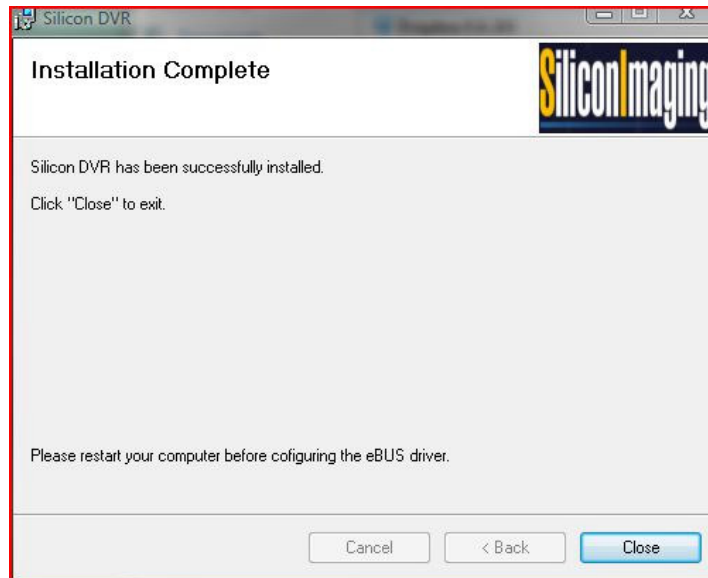 Silicon DVR
Installation Complete
SiliconImaging
Silicon DVR has been successfully installed.
Click "Close" to exit.
Please restart your computer before cofiguring the eBUS driver.
Cancel
< Back
Close